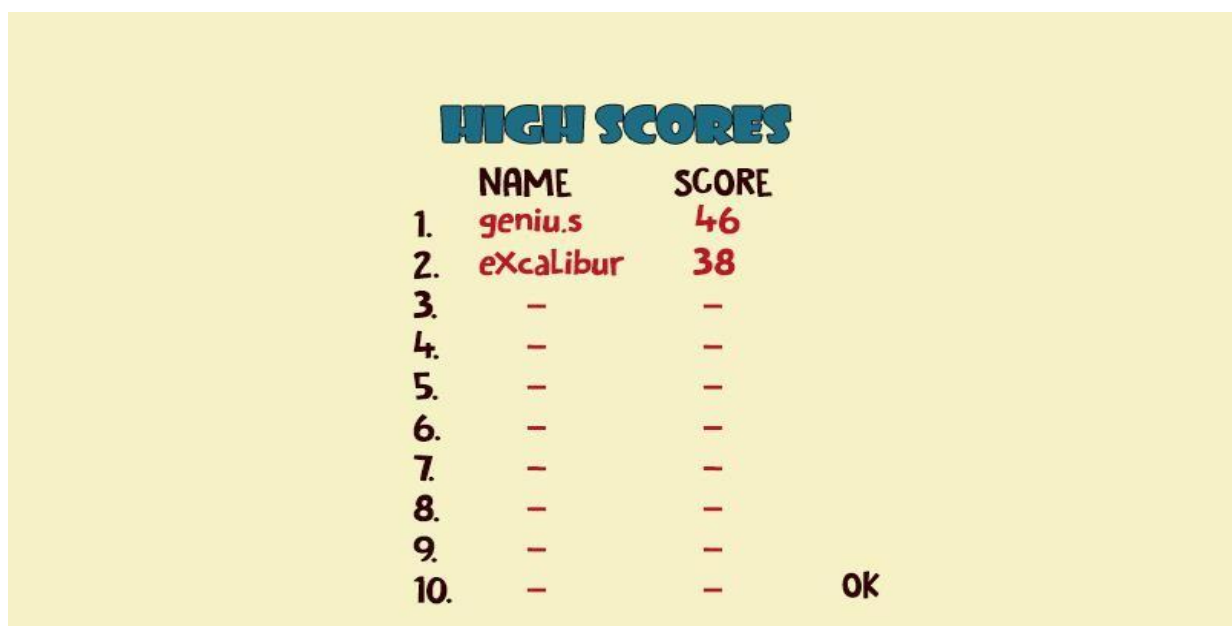 HIGH SCORES
NAME SCORE
1. geniu.s 46
2. eXcaLibur 38
3. – –
4. – –
5. – –
6. – –
7. – –
8. – –
9. – –
10. – – OK